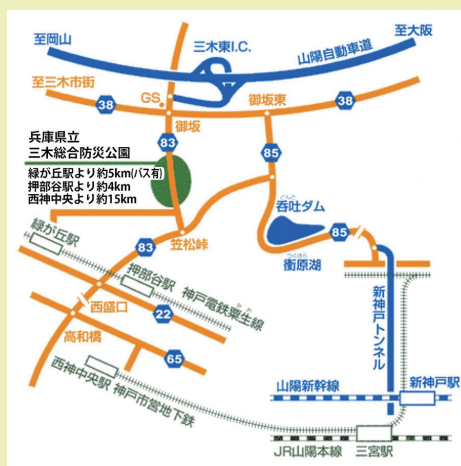 至岡山
三木東I.C.
山陽自動車道
至大阪
至三木市街
38
GS
御坂
御坂東
38
兵庫県立
三木総合防災公園
83
85
緑が丘駅より約5km(バス有)
押部谷駅より約4km
西神中央より約15km
どんと
呑吐ダム
つくはら
衝原湖
85
笠松峠
83
緑が丘駅
押部谷駅
神戸電鉄粟生線
西盛口
22
高和橋
65
新神戸トンネル
西神中央駅
神戸市営地下鉄
山陽新幹線
新神戸駅
JR山陽本線
三宮駅